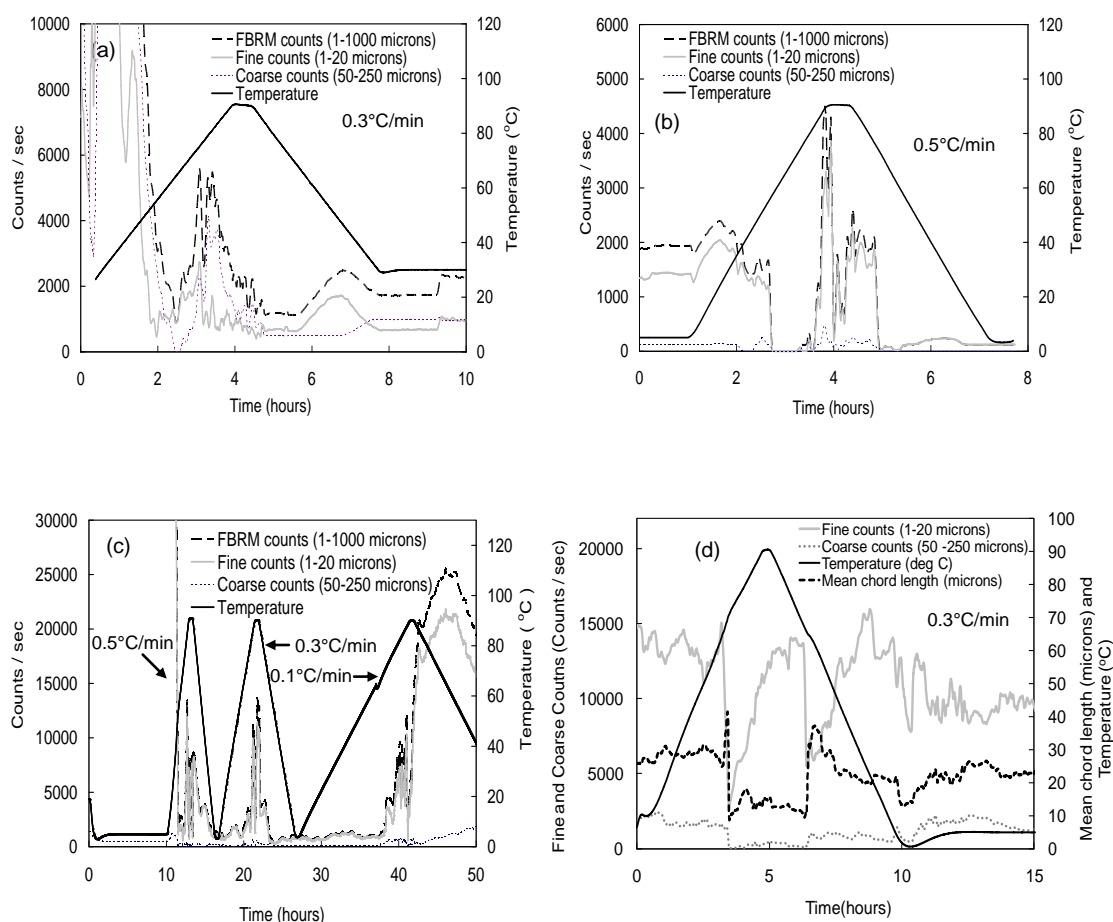 a)
FBRM counts (1-1000 microns)
Fine counts (1-20 microns)
Coarse counts (50-250 microns)
Temperature
0.3°C/min
10000
8000
6000
4000
2000
0
120
100
80
60
40
20
0
0 2 4 6 8 10
Counts / sec
Temperature (°C)
Time (hours)
(b)
FBRM counts (1-1000 microns)
Fine counts (1-20 microns)
Coarse counts (50-250 microns)
Temperature
0.5°C/min
6000
5000
4000
3000
2000
1000
0
120
100
80
60
40
20
0
0 2 4 6 8
Counts / sec
Temperature (°C)
Time (hours)
(c)
FBRM counts (1-1000 microns)
Fine counts (1-20 microns)
Coarse counts (50-250 microns)
Temperature
0.5°C/min
0.3°C/min
0.1°C/min
30000
25000
20000
15000
10000
5000
0
120
100
80
60
40
20
0
0 10 20 30 40 50
Counts / sec
Temperature ( °C)
Time (hours)
(d)
Fine counts (1-20 microns)
Coarse counts (50 -250 microns)
Temperature (deg C)
Mean chord length (microns)
0.3°C/min
20000
15000
10000
5000
0
100
90
80
70
60
50
40
30
20
10
0
0 5 10 15
Fine and Coarse Coutns (Counts / sec)
Mean chord length (microns) and
Temperature (°C)
Time(hours)